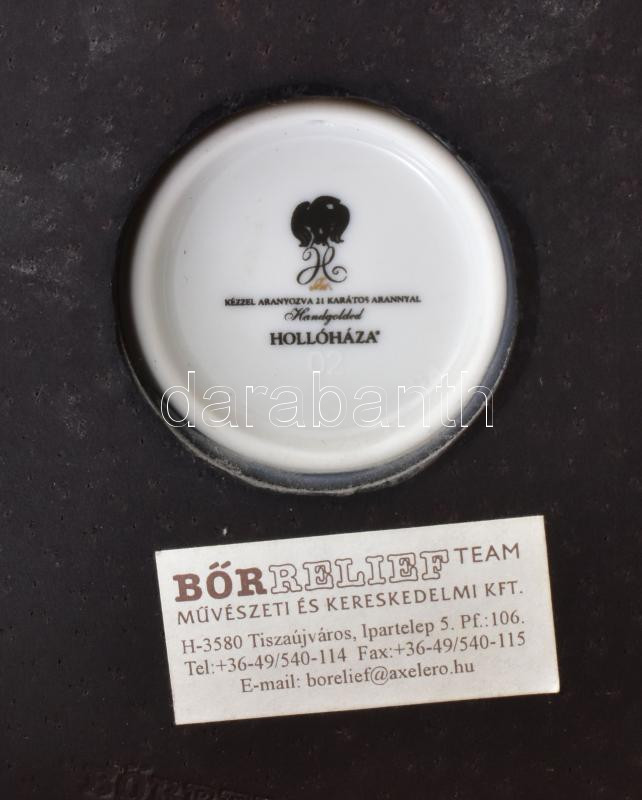 H
KÉZZEL ARANYOZVA 21 KARÁTOS ARANNYAL
Handgolded
HOLLÓHÁZA®
02
darabanth
BŐRRELIEF TEAM
MŰVÉSZETI ÉS KERESKEDELMI KFT.
H-3580 Tiszaújváros, Ipartelep 5. Pf.:106.
Tel:+36-49/540-114 Fax:+36-49/540-115
E-mail: borelief@axelero.hu